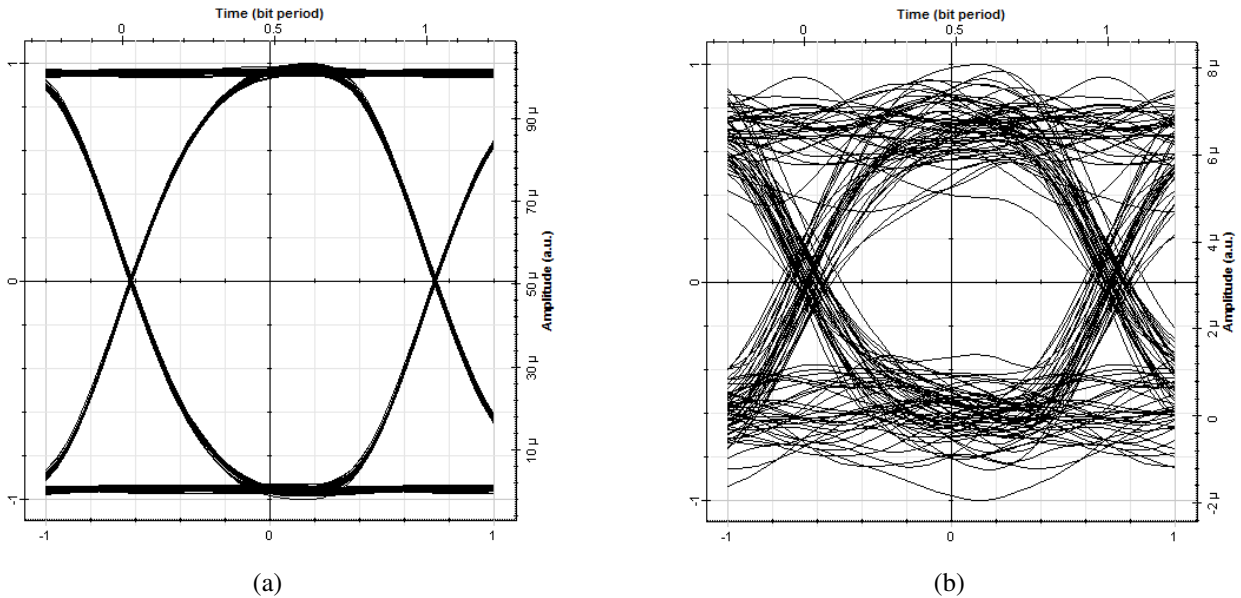 Time (bit period)
0 0.5 1
1
0
-1
90 μ
70 μ
50 μ
30 μ
10 μ
Amplitude (a.u.)
-1 0 1
(a)
Time (bit period)
0 0.5 1
1
0
-1
8 μ
6 μ
4 μ
2 μ
0
-2 μ
Amplitude (a.u.)
-1 0 1
(b)